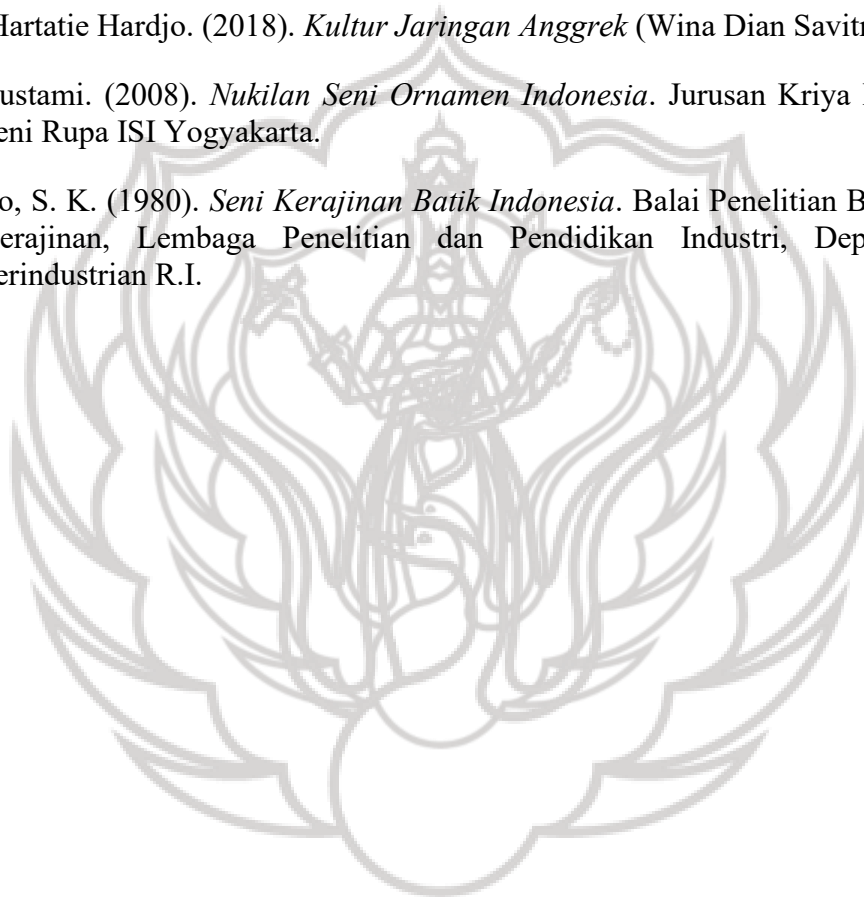 Hartatie Hardjo. (2018). Kultur Jaringan Anggrek (Wina Dian Savitr
ustami. (2008). Nukilan Seni Ornamen Indonesia. Jurusan Kriya
eni Rupa ISI Yogyakarta.
o, S. K. (1980). Seni Kerajinan Batik Indonesia. Balai Penelitian B
erajinan, Lembaga Penelitian dan Pendidikan Industri, Dep
erindustrian R.I.